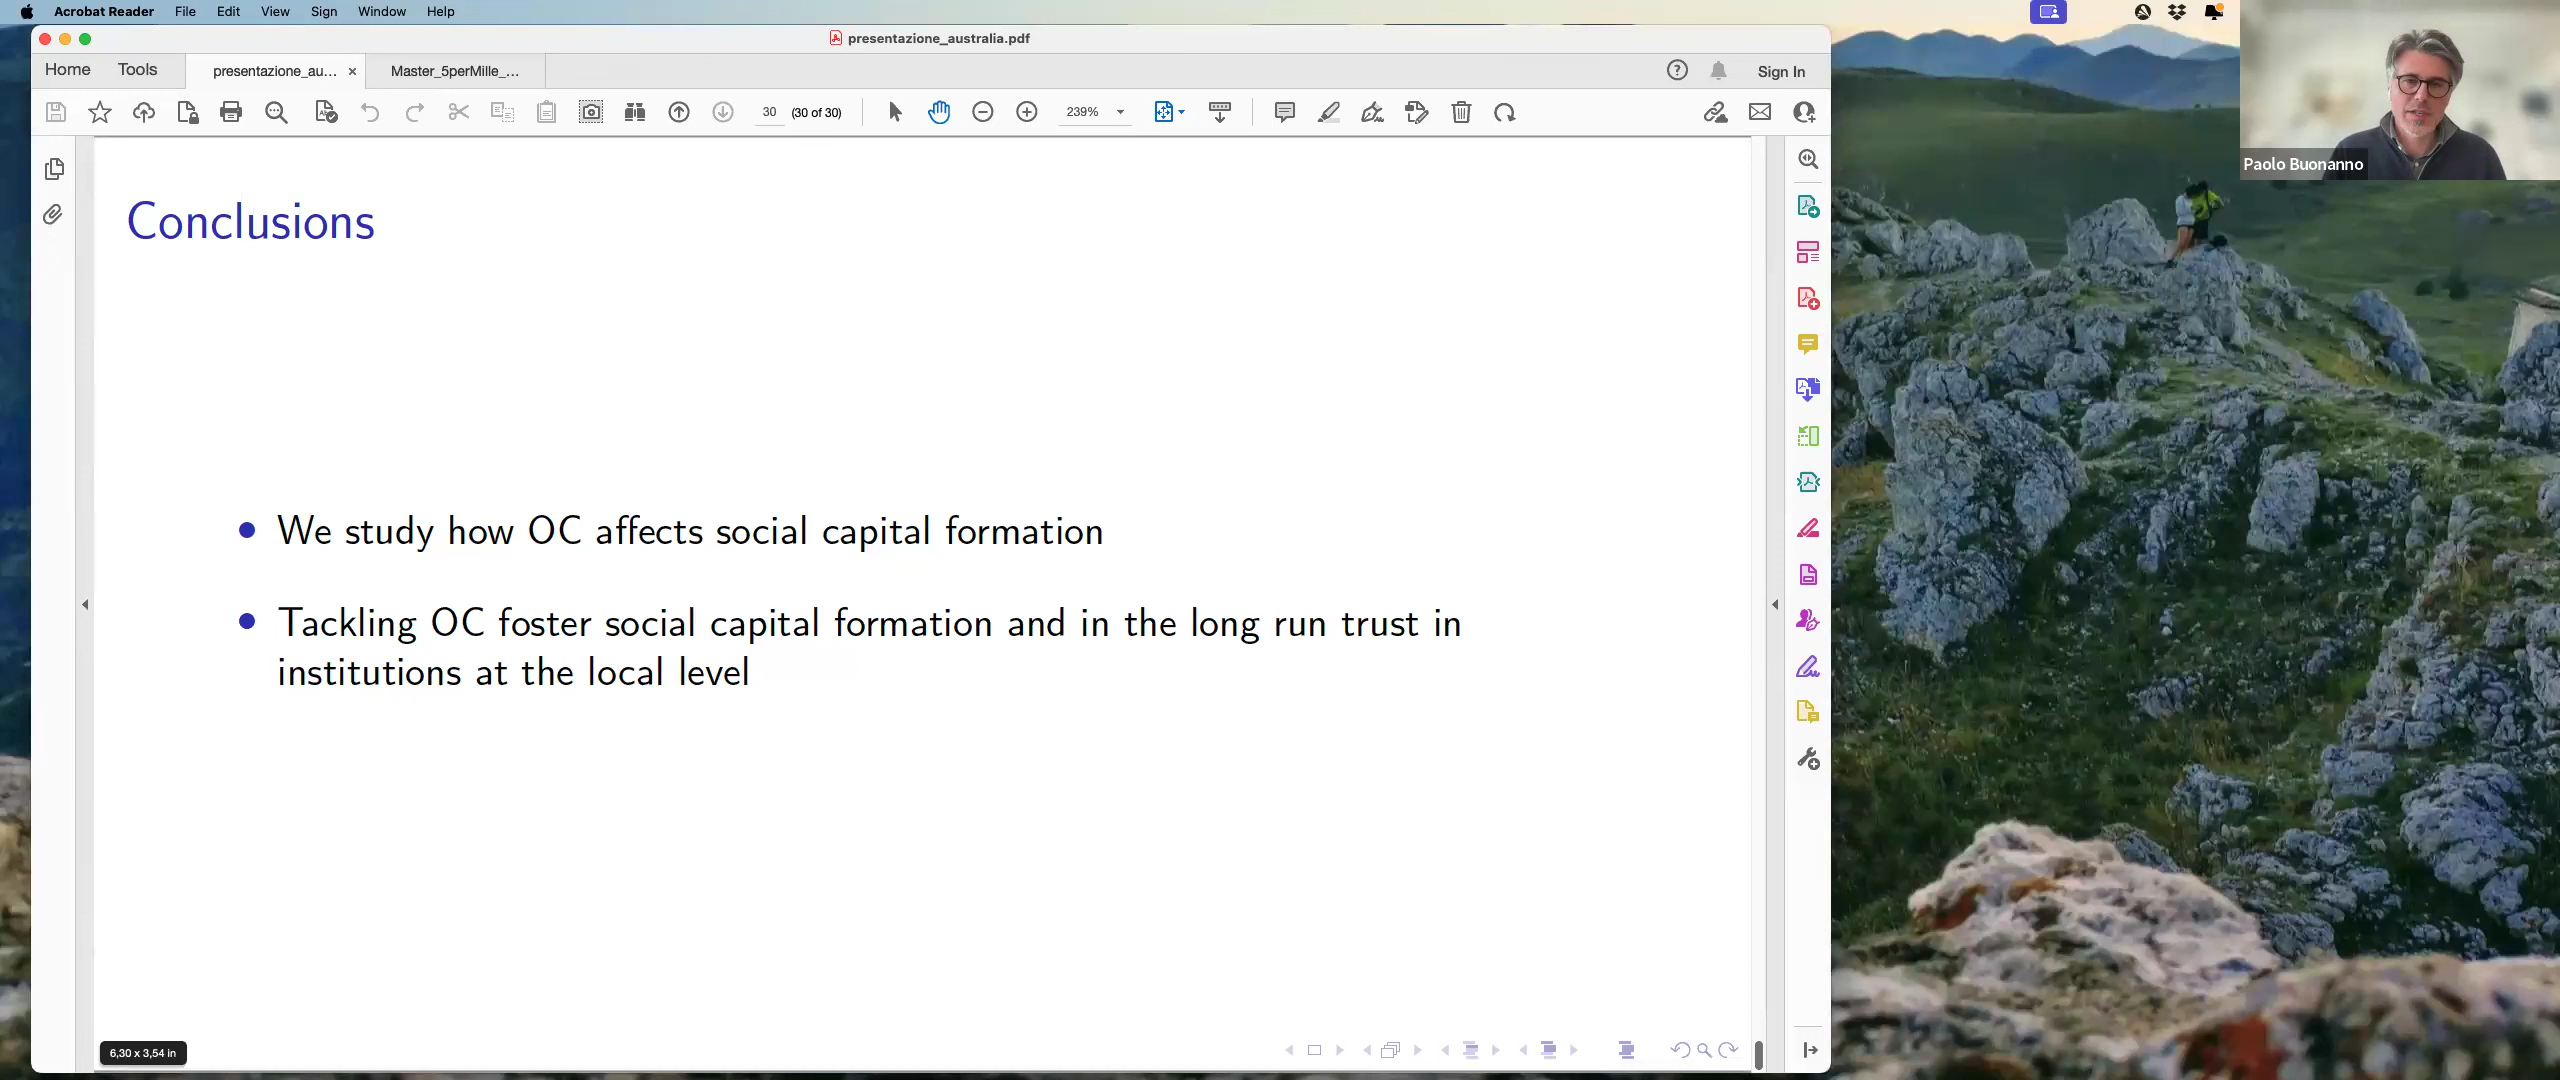 Acrobat Reader File Edit View Sign Window Help
presentazione_australia.pdf
Home Tools presentazione_au... × Master_5perMille_... Sign In
30 (30 of 30) 239%
Paolo Buonanno
Conclusions
We study how OC affects social capital formation
Tackling OC foster social capital formation and in the long run trust in
institutions at the local level
6,30 x 3,54 in